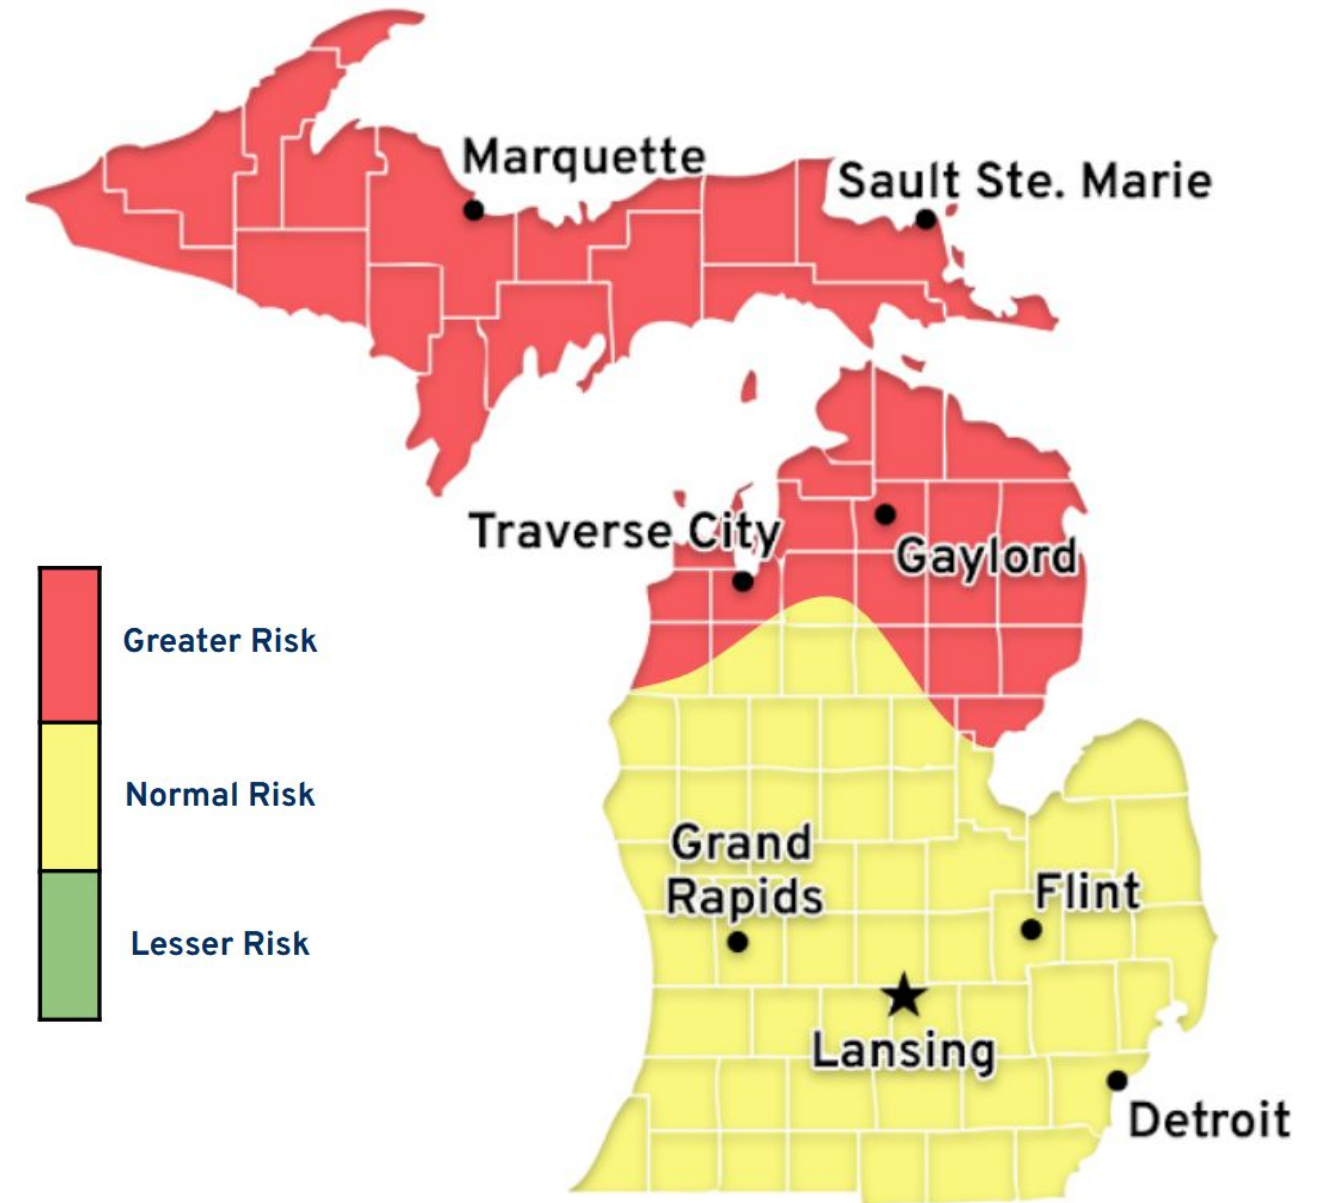 Marquette
Sault Ste. Marie
Traverse City
Gaylord
Greater Risk
Normal Risk
Lesser Risk
Grand
Rapids
Flint
Lansing
Detroit